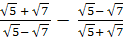 (√5 + √7)/(√5 − √7) − (√5 − √7)/(√5 + √7)